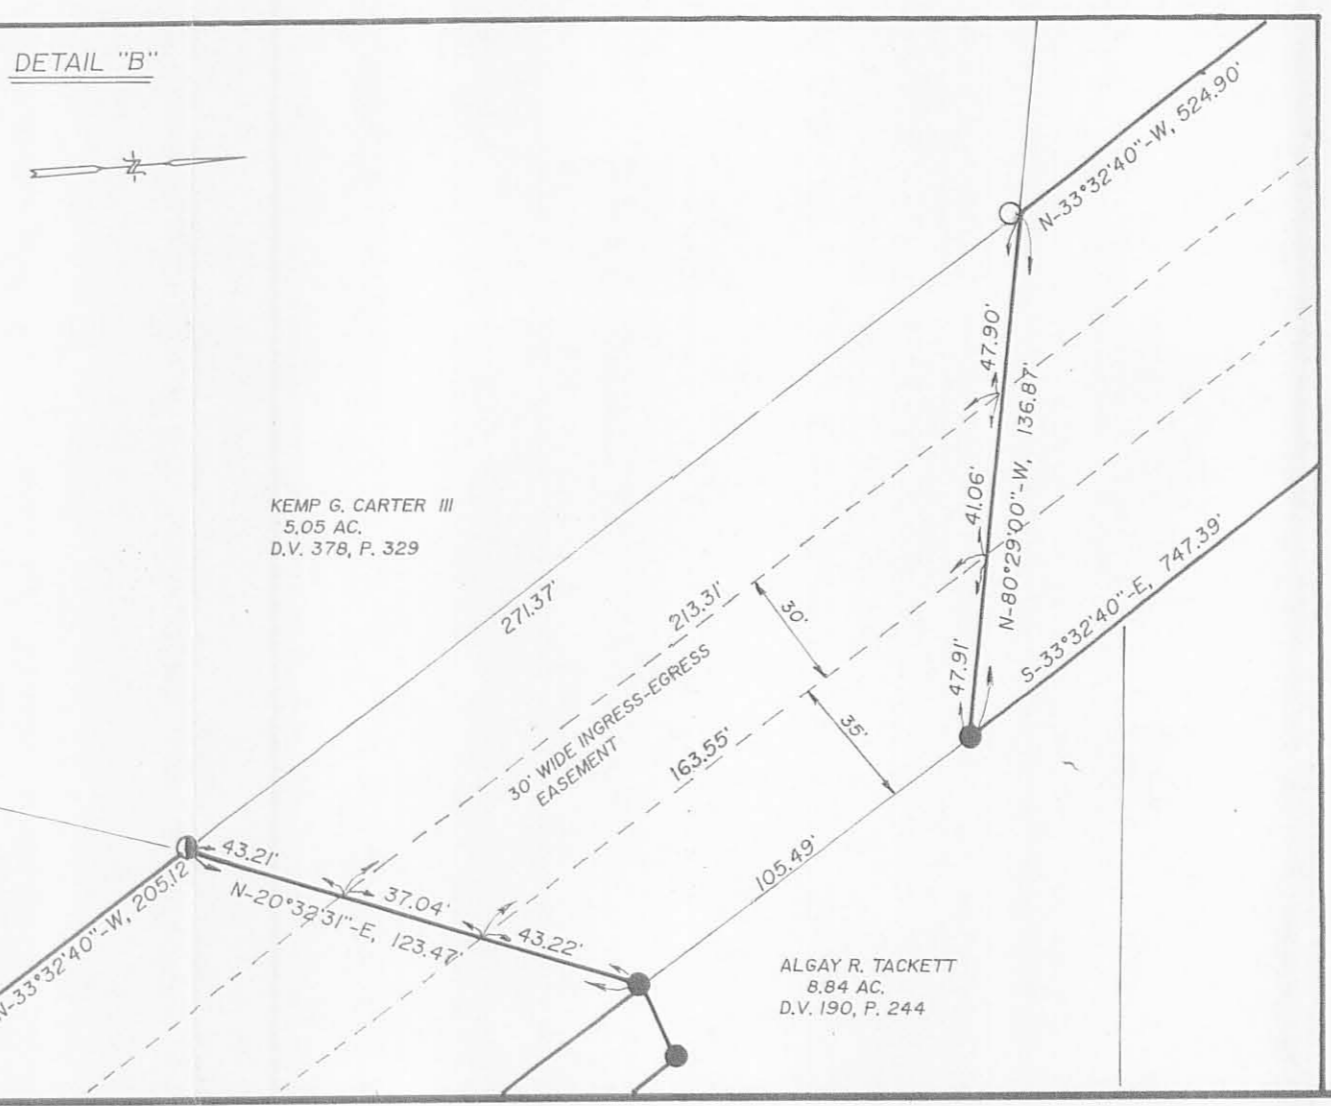 DETAIL "B"
N
N-33°32'40"-W, 524.90'
47.90'
136.87'
N-80°29'00"-W,
41.06'
KEMP G. CARTER III
5.05 AC.
D.V. 378, P. 329
271.37'
213.31'
30'
30' WIDE INGRESS-EGRESS
EASEMENT
163.55'
35'
47.91'
S-33°32'40"-E, 747.39'
105.49'
43.21'
N-20°32'31"-E, 123.47'
37.04'
43.22'
N-33°32'40"-W, 205.12'
ALGAY R. TACKETT
8.84 AC.
D.V. 190, P. 244